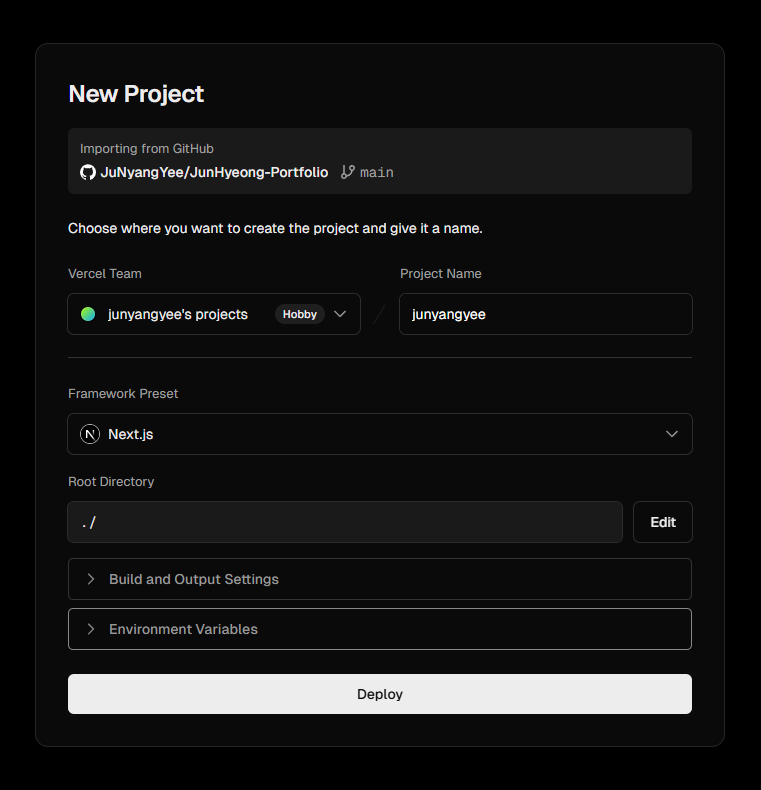 New Project
Importing from GitHub
JuNyangYee/JunHyeong-Portfolio main
Choose where you want to create the project and give it a name.
Vercel Team Project Name
junyangyee's projects Hobby / junyangyee
Framework Preset
N Next.js
Root Directory
./ Edit
Build and Output Settings
Environment Variables
Deploy